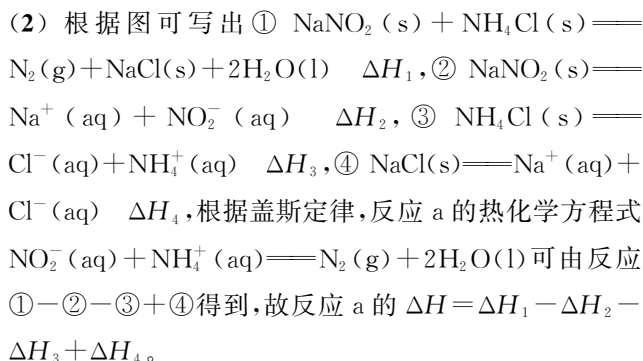 (2) 根据图可写出① NaNO₂(s)＋NH₄Cl(s)══
N₂(g)+NaCl(s)+2H₂O(l)　ΔH₁,② NaNO₂(s)══
Na⁺(aq)＋NO₂⁻(aq)　ΔH₂,③ NH₄Cl(s)══
Cl⁻(aq)+NH₄⁺(aq)　ΔH₃,④ NaCl(s)══Na⁺(aq)+
Cl⁻(aq)　ΔH₄,根据盖斯定律,反应 a 的热化学方程式
NO₂⁻(aq)+NH₄⁺(aq)══N₂(g)+2H₂O(l)可由反应
①－②－③＋④得到,故反应 a 的 ΔH＝ΔH₁－ΔH₂－
ΔH₃＋ΔH₄。